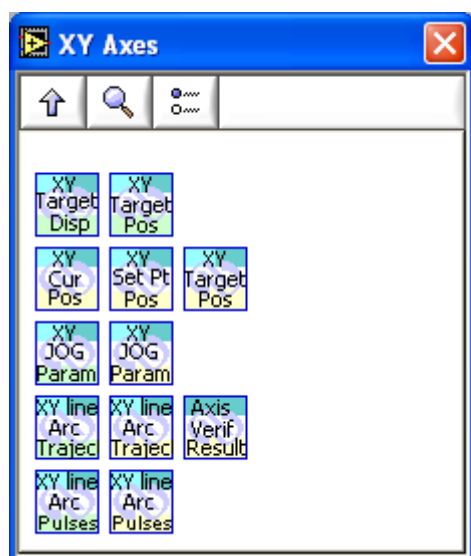 XY Axes
XY Target Disp
XY Target Pos
XY Cur Pos
XY Set Pt Pos
XY Target Pos
XY JOG Param
XY JOG Param
XY line Arc Traject
XY line Arc Traject
Axis Verif Result
XY line Arc Pulses
XY line Arc Pulses